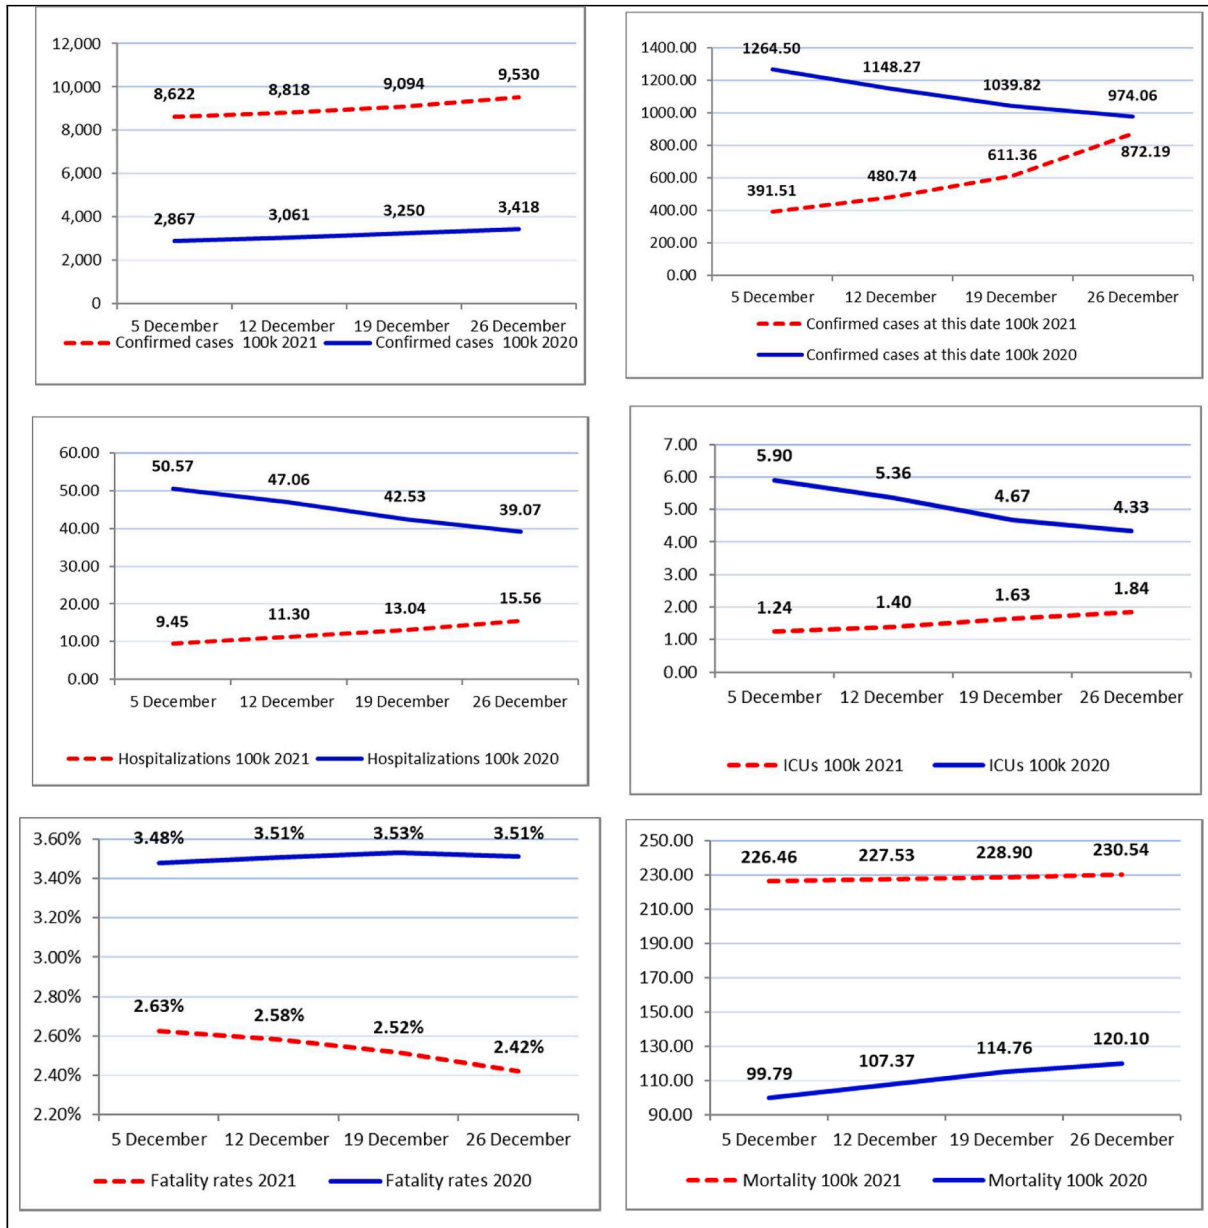 12,000
10,000
8,000
6,000
4,000
2,000
0
8,622 8,818 9,094 9,530
2,867 3,061 3,250 3,418
5 December 12 December 19 December 26 December
Confirmed cases 100k 2021 Confirmed cases 100k 2020
1400.00
1200.00
1000.00
800.00
600.00
400.00
200.00
0.00
1264.50 1148.27 1039.82 974.06
391.51 480.74 611.36 872.19
5 December 12 December 19 December 26 December
Confirmed cases at this date 100k 2021
Confirmed cases at this date 100k 2020
60.00
50.00
40.00
30.00
20.00
10.00
0.00
50.57 47.06 42.53 39.07
9.45 11.30 13.04 15.56
5 December 12 December 19 December 26 December
Hospitalizations 100k 2021 Hospitalizations 100k 2020
7.00
6.00
5.00
4.00
3.00
2.00
1.00
0.00
5.90 5.36 4.67 4.33
1.24 1.40 1.63 1.84
5 December 12 December 19 December 26 December
ICUs 100k 2021 ICUs 100k 2020
3.60%
3.40%
3.20%
3.00%
2.80%
2.60%
2.40%
2.20%
3.48% 3.51% 3.53% 3.51%
2.63% 2.58% 2.52% 2.42%
5 December 12 December 19 December 26 December
Fatality rates 2021 Fatality rates 2020
250.00
230.00
210.00
190.00
170.00
150.00
130.00
110.00
90.00
226.46 227.53 228.90 230.54
99.79 107.37 114.76 120.10
5 December 12 December 19 December 26 December
Mortality 100k 2021 Mortality 100k 2020